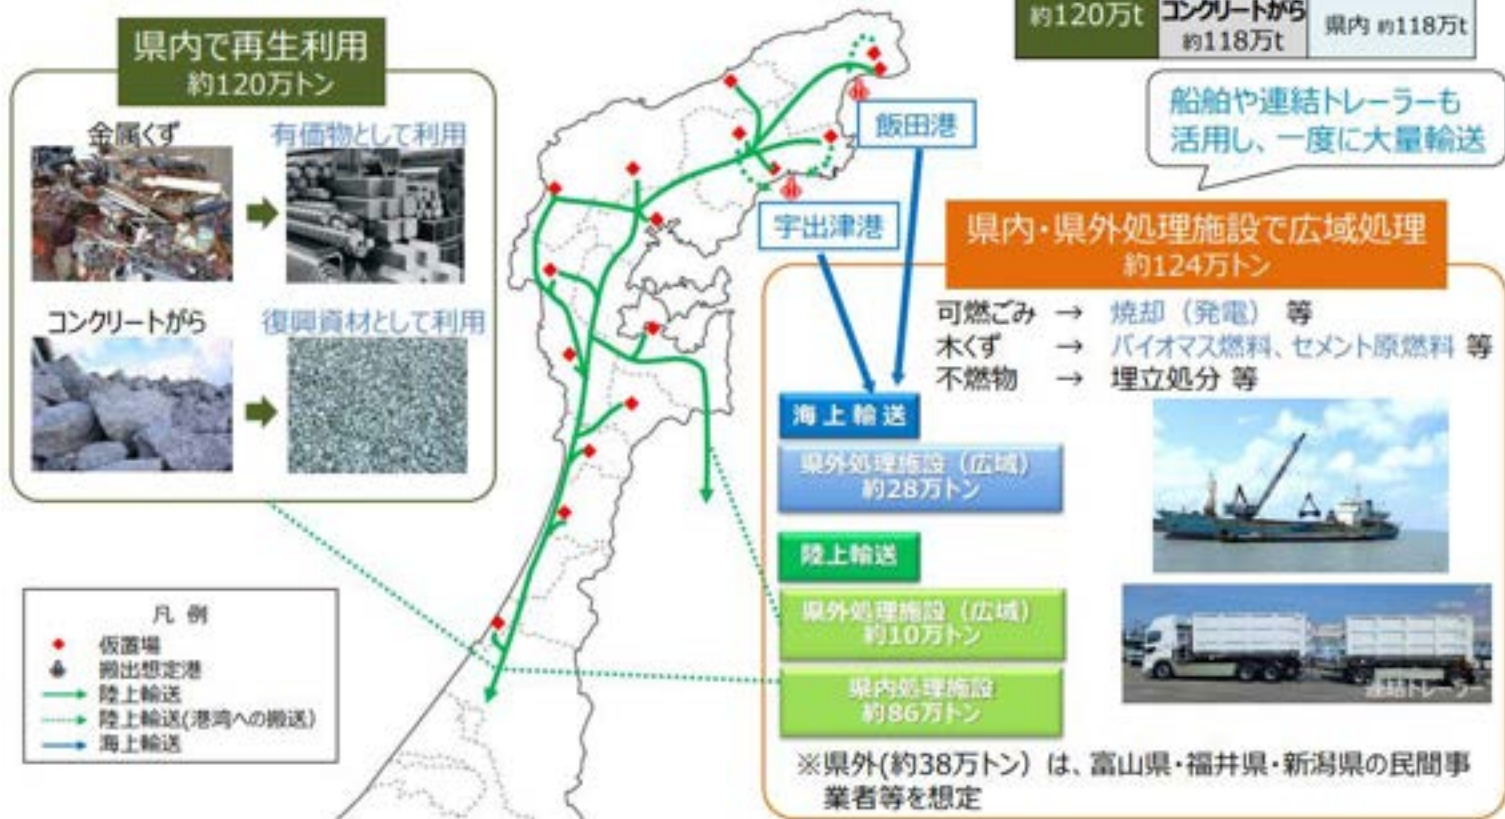 約120万t
コンクリートがら
約118万t
県内 約118万t
県内で再生利用
約120万トン
金属くず
有価物として利用
コンクリートがら
復興資材として利用
飯田港
宇出津港
船舶や連結トレーラーも
活用し、一度に大量輸送
県内・県外処理施設で広域処理
約124万トン
可燃ごみ → 焼却（発電）等
木くず → バイオマス燃料、セメント原燃料 等
不燃物 → 埋立処分 等
海上輸送
県外処理施設（広域）
約28万トン
陸上輸送
県外処理施設（広域）
約10万トン
県内処理施設
約86万トン
連結トレーラー
※県外(約38万トン）は、富山県・福井県・新潟県の民間事
業者等を想定
凡 例
仮置場
搬出想定港
陸上輸送
陸上輸送(港湾への搬送）
海上輸送